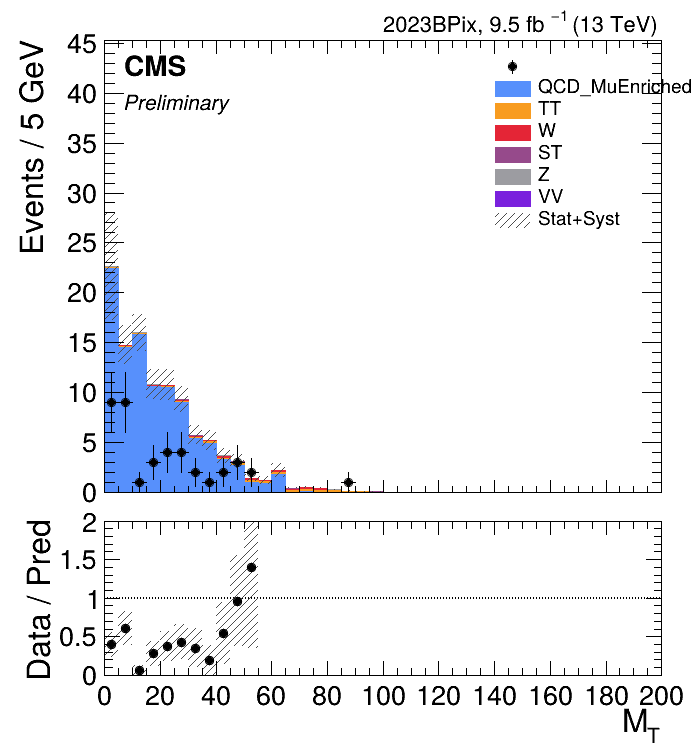 2023BPix, 9.5 fb⁻¹ (13 TeV)
CMS
Preliminary
QCD_MuEnriched
TT
W
ST
Z
VV
Stat+Syst
Events / 5 GeV
45
40
35
30
25
20
15
10
5
0
Data / Pred
2
1.5
1
0.5
0
0 20 40 60 80 100 120 140 160 180 200
M_T